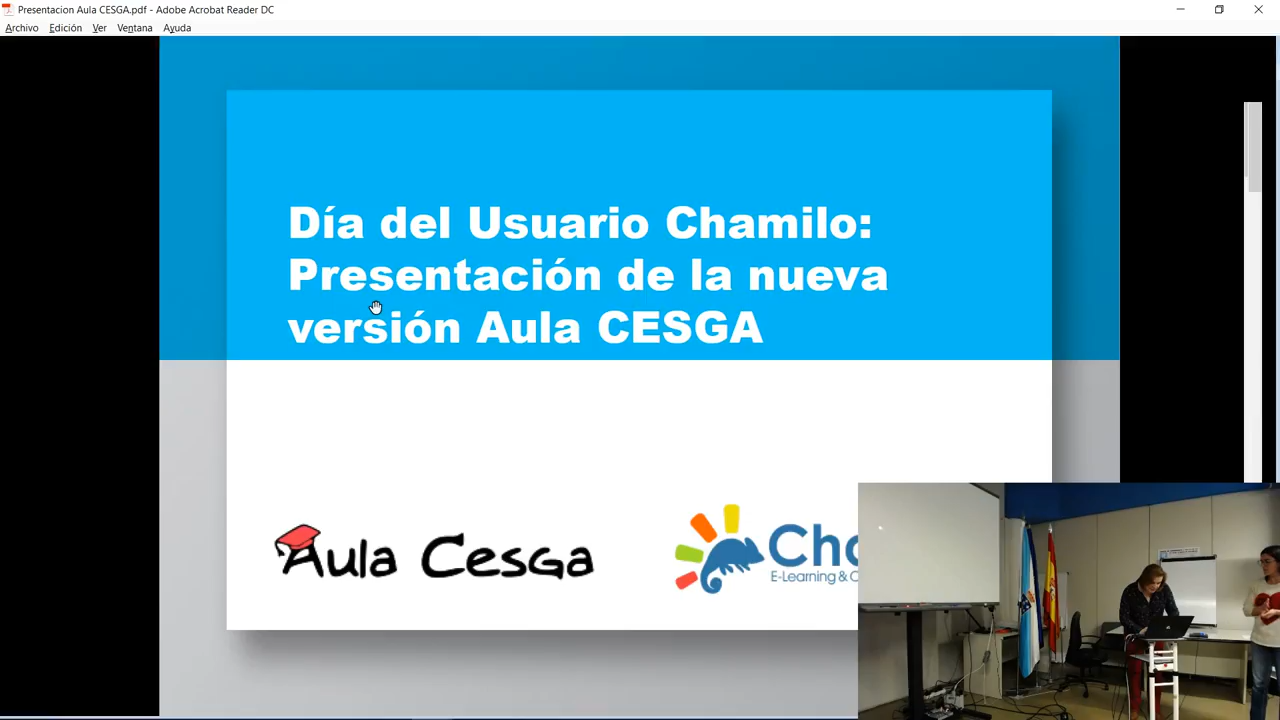 Presentacion Aula CESGA.pdf - Adobe Acrobat Reader DC
Archivo Edición Ver Ventana Ayuda
Día del Usuario Chamilo:
Presentación de la nueva
versión Aula CESGA
Aula Cesga
Cha
E-Learning & C